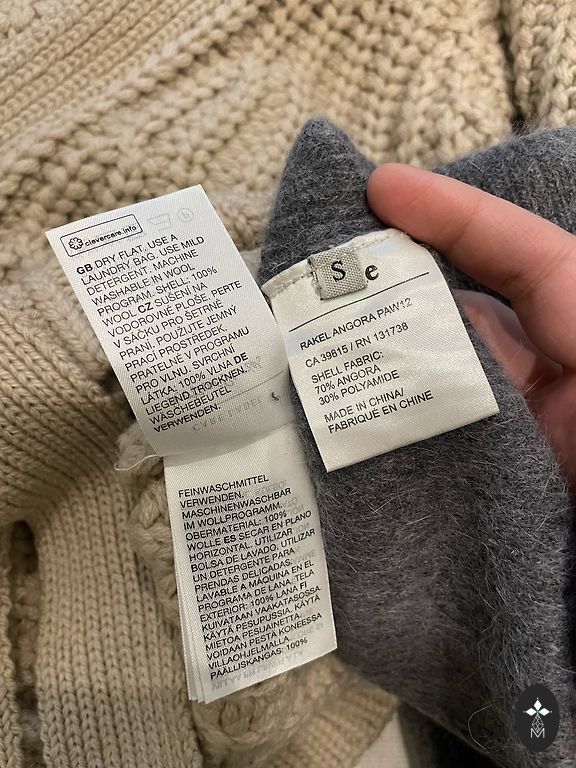 clevercare.info
GB DRY FLAT. USE A
LAUNDRY BAG. USE MILD
DETERGENT. MACHINE
WASHABLE IN WOOL
PROGRAM. SHELL: 100%
WOOL CZ SUŠENÍ NA
VODOROVNÉ PLOŠE. PERTE
V SÁČKU PRO ŠETRNÉ
PRANÍ. POUŽIJTE JEMNÝ
PRACÍ PROSTŘEDEK.
PRATELNÉ V PROGRAMU
PRO VLNU. SVRCHNÍ
LÁTKA: 100% VLNA DE
LIEGEND TROCKNEN.
WÄSCHEBEUTEL
VERWENDEN.
FEINWASCHMITTEL
VERWENDEN.
MASCHINENWASCHBAR
IM WOLLPROGRAMM.
OBERMATERIAL: 100%
WOLLE ES SECAR EN PLANO
HORIZONTAL. UTILIZAR
BOLSA DE LAVADO. UTILIZAR
UN DETERGENTE PARA
PRENDAS DELICADAS.
LAVABLE A MÁQUINA EN EL
PROGRAMA DE LANA. TELA
EXTERIOR: 100% LANA FI
KUIVATAAN VAAKATASOSSA.
KÄYTÄ PESUPUSSIA. KÄYTÄ
MIETOA PESUAINETTA.
VOIDAAN PESTÄ KONEESSA
VILLAOHJELMALLA.
PÄÄLLISKANGAS: 100%
S
e
RAKEL ANGORA PAW12
CA 39815 / RN 131738
SHELL FABRIC:
70% ANGORA
30% POLYAMIDE
MADE IN CHINA/
FABRIQUÉ EN CHINE
M